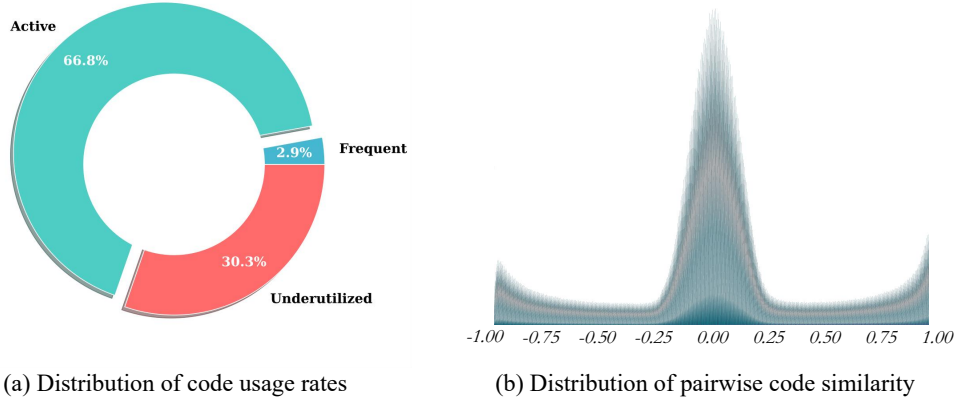 Active
66.8%
Frequent
2.9%
30.3%
Underutilized
-1.00 -0.75 -0.50 -0.25 0.00 0.25 0.50 0.75 1.00
(a) Distribution of code usage rates
(b) Distribution of pairwise code similarity